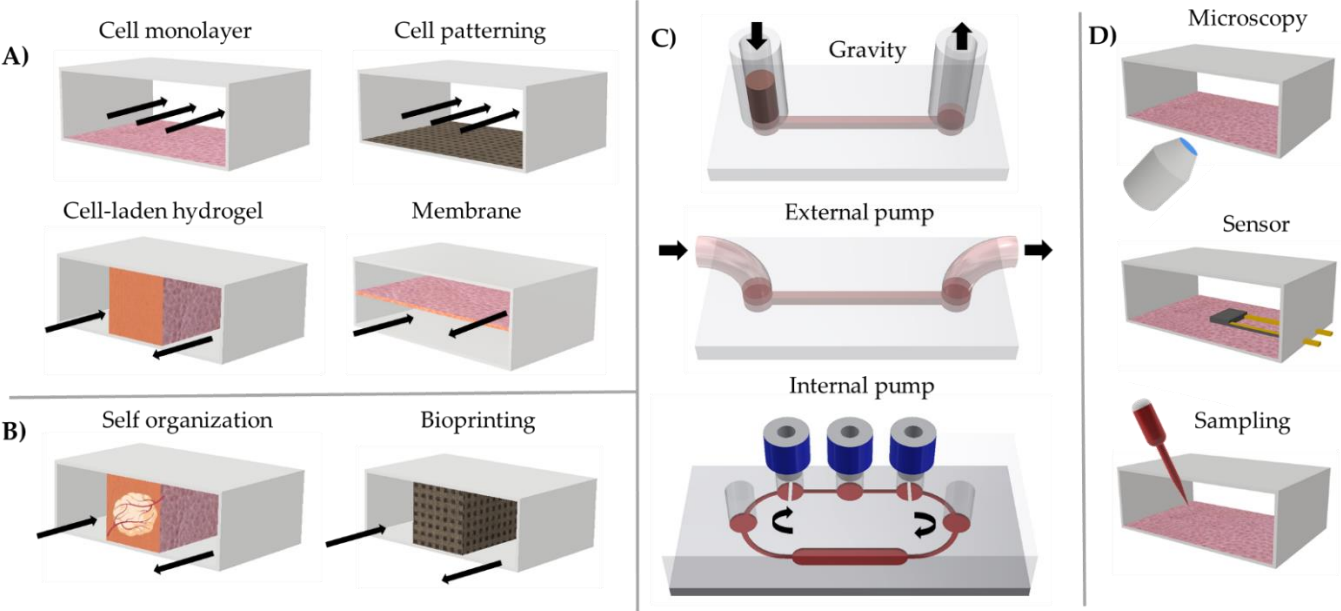 A)
Cell monolayer
Cell patterning
Cell-laden hydrogel
Membrane
B)
Self organization
Bioprinting
C)
Gravity
External pump
Internal pump
D)
Microscopy
Sensor
Sampling